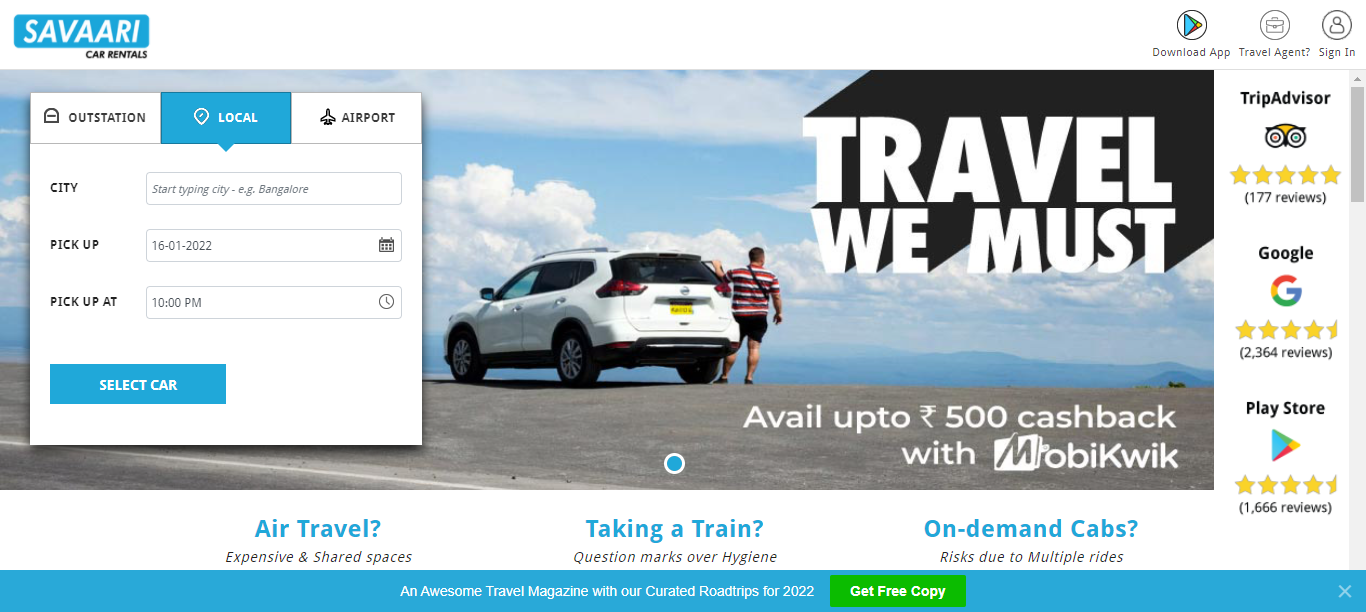 SAVAARI
CAR RENTALS
Download App
Travel Agent?
Sign In
OUTSTATION
LOCAL
AIRPORT
CITY
Start typing city - e.g. Bangalore
PICK UP
16-01-2022
PICK UP AT
10:00 PM
SELECT CAR
TRAVEL
WE MUST
Avail upto ₹ 500 cashback
with MobiKwik
TripAdvisor
(177 reviews)
Google
(2,364 reviews)
Play Store
(1,666 reviews)
Air Travel?
Expensive & Shared spaces
Taking a Train?
Question marks over Hygiene
On-demand Cabs?
Risks due to Multiple rides
An Awesome Travel Magazine with our Curated Roadtrips for 2022
Get Free Copy